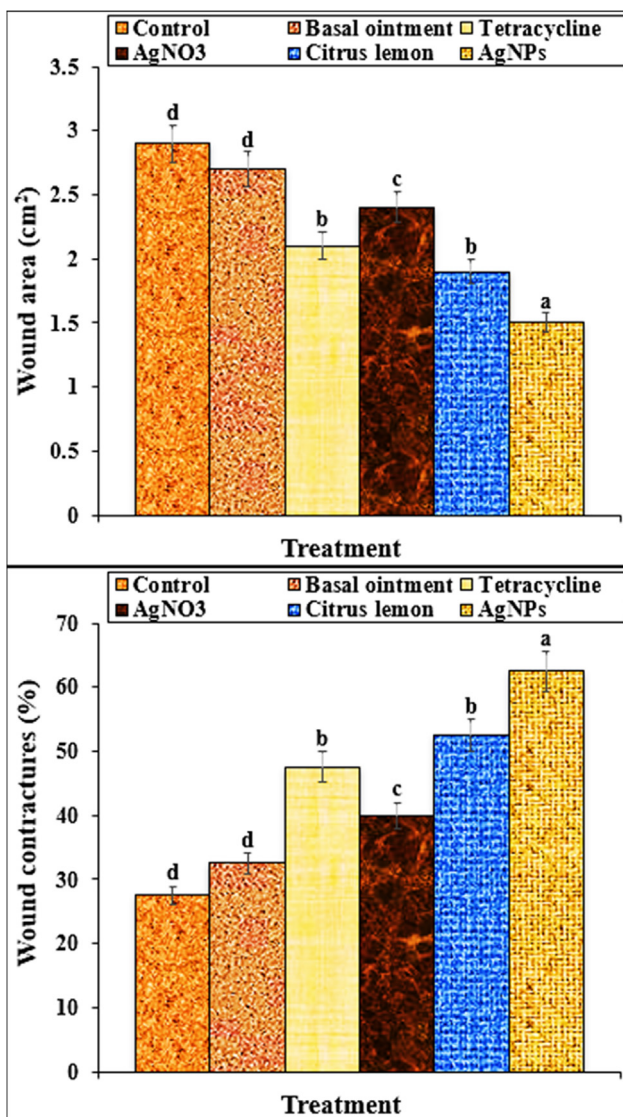 Control Basal ointment Tetracycline
AgNO3 Citrus lemon AgNPs
3.5
3
2.5
2
1.5
1
0.5
0
Wound area (cm²)
d
d
b
c
b
a
Treatment
Control Basal ointment Tetracycline
AgNO3 Citrus lemon AgNPs
70
60
50
40
30
20
10
0
Wound contractures (%)
d
d
b
c
b
a
Treatment